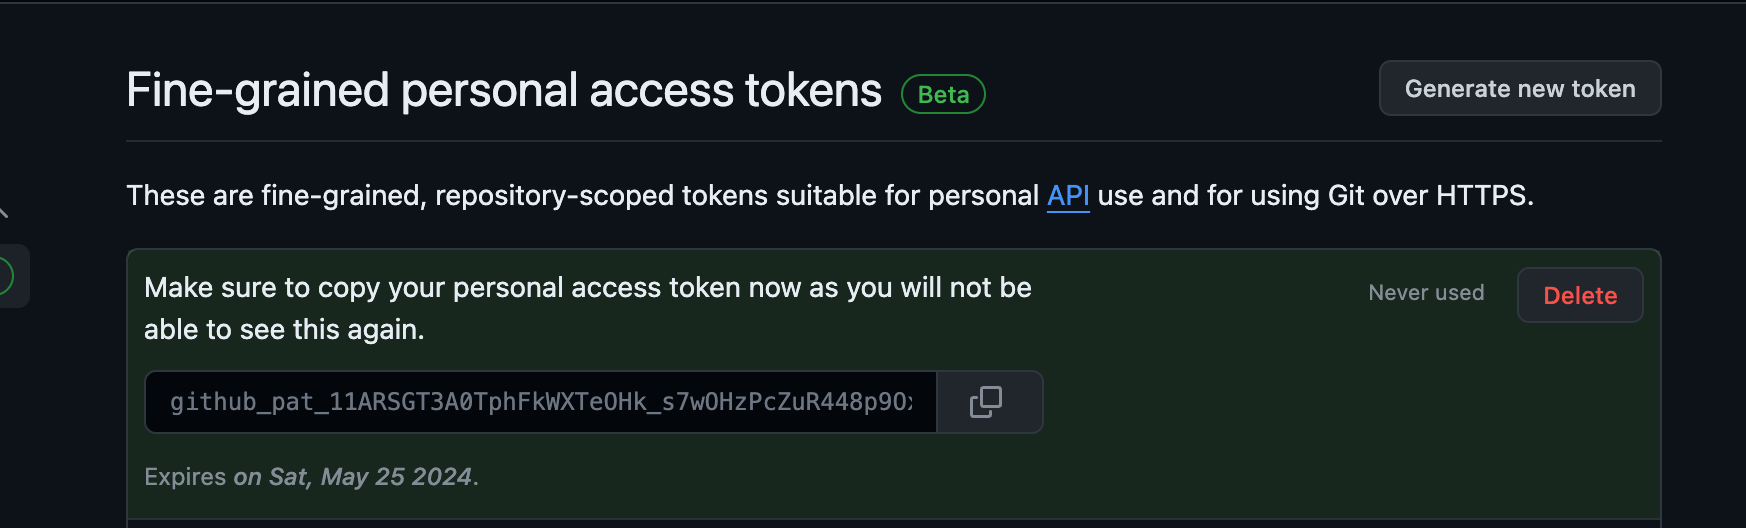 Fine-grained personal access tokens Beta
Generate new token
These are fine-grained, repository-scoped tokens suitable for personal API use and for using Git over HTTPS.
Make sure to copy your personal access token now as you will not be
able to see this again.
Never used
Delete
github_pat_11ARSGT3A0TphFkWXTeOHk_s7wOHzPcZuR448p9O
Expires on Sat, May 25 2024.